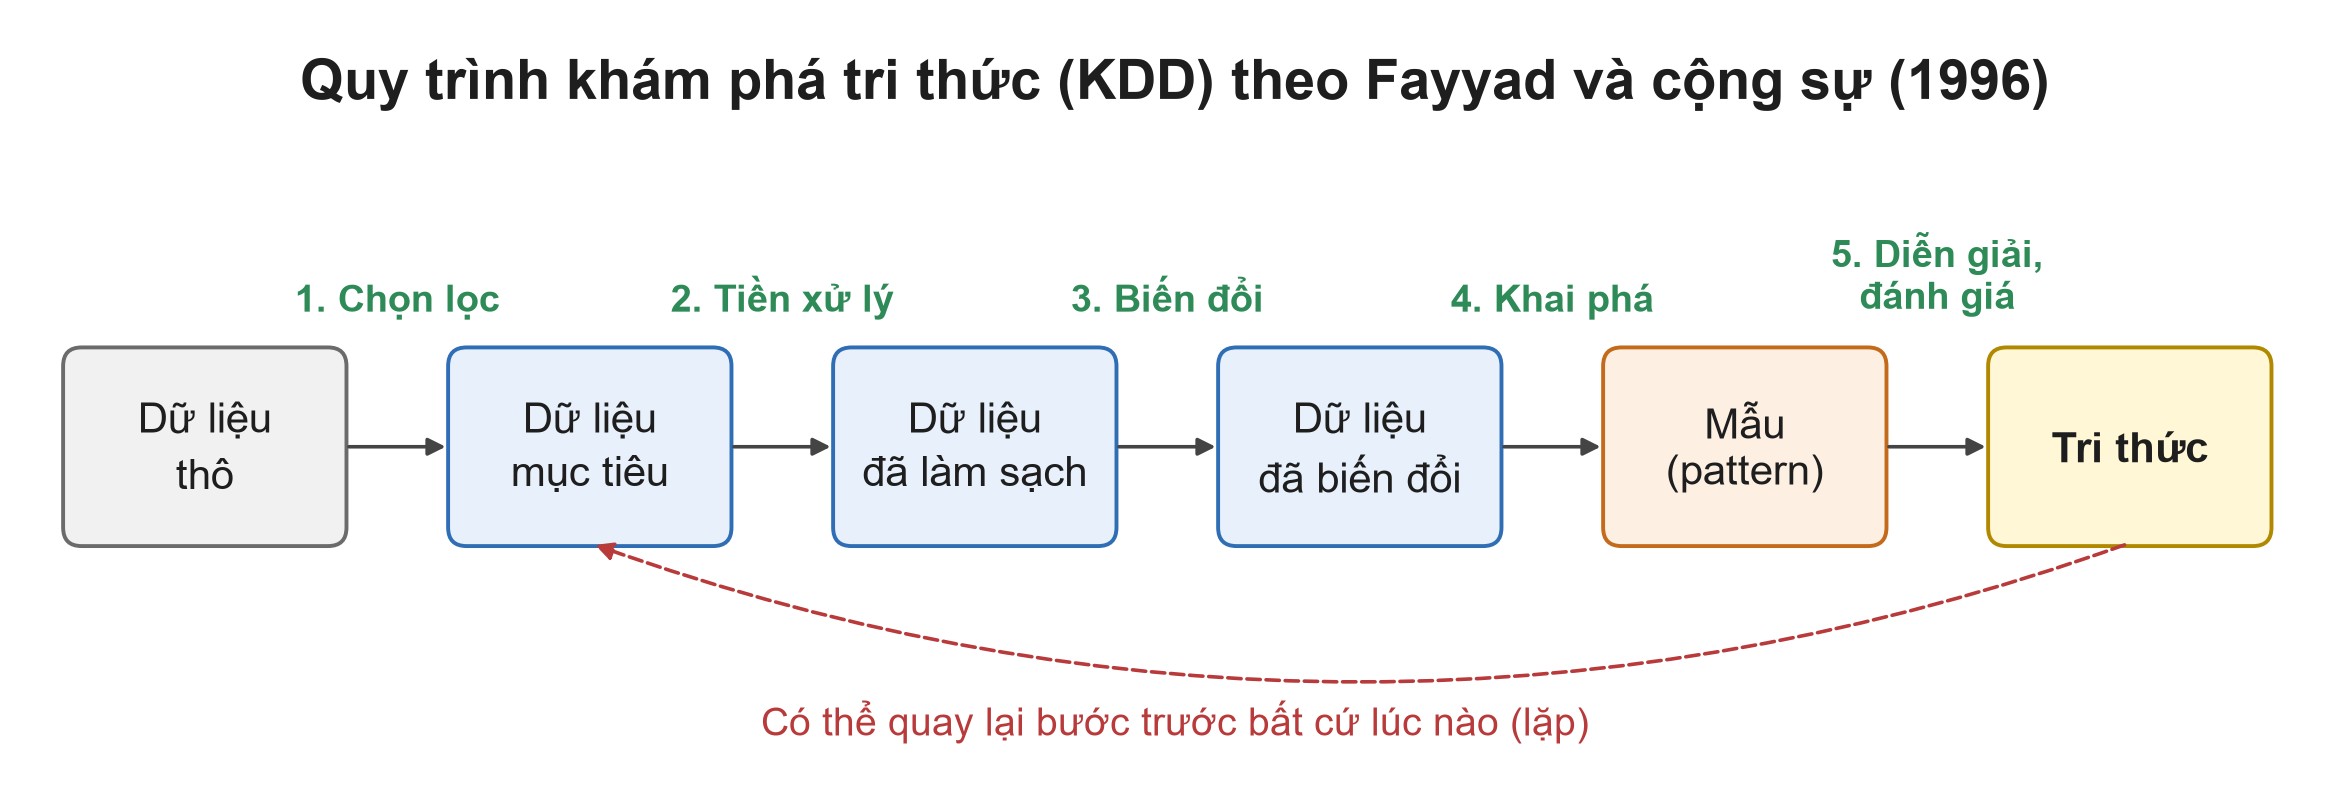 Quy trình khám phá tri thức (KDD) theo Fayyad và cộng sự (1996)
1. Chọn lọc
2. Tiền xử lý
3. Biến đổi
4. Khai phá
5. Diễn giải,
đánh giá
Dữ liệu
thô
Dữ liệu
mục tiêu
Dữ liệu
đã làm sạch
Dữ liệu
đã biến đổi
Mẫu
(pattern)
Tri thức
Có thể quay lại bước trước bất cứ lúc nào (lặp)